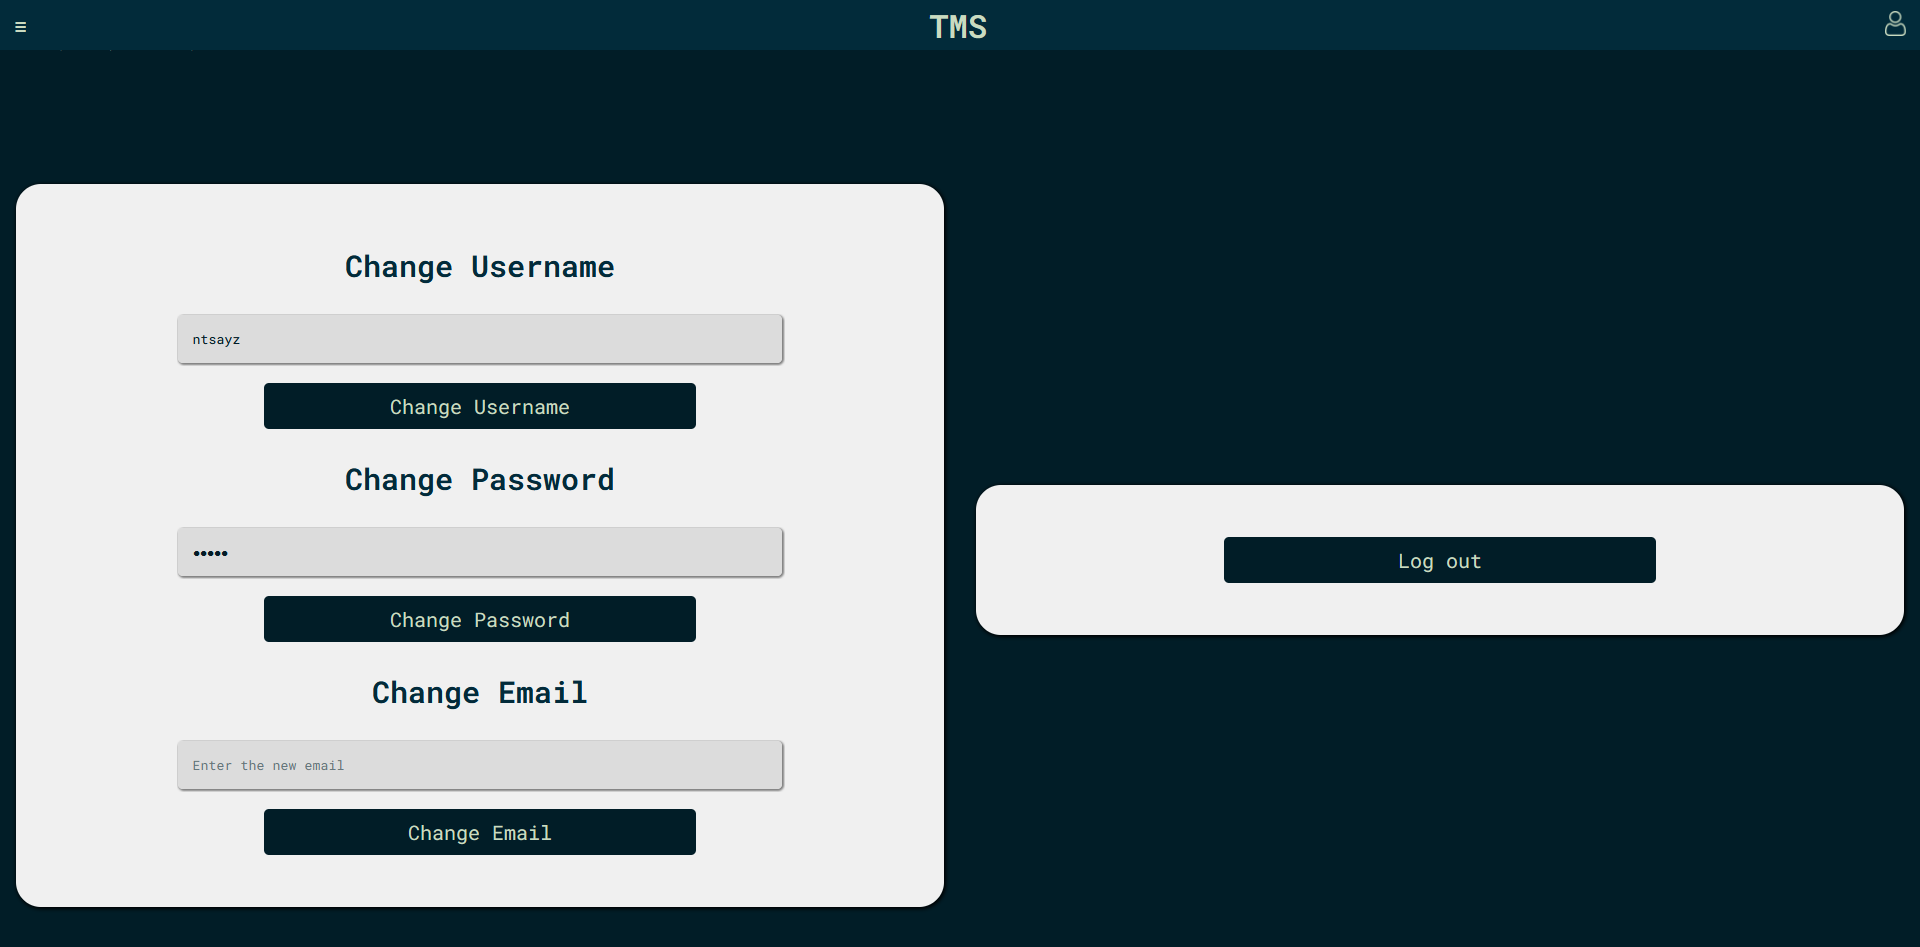 TMS
Change Username
ntsayz
Change Username
Change Password
•••••
Change Password
Change Email
Enter the new email
Change Email
Log out